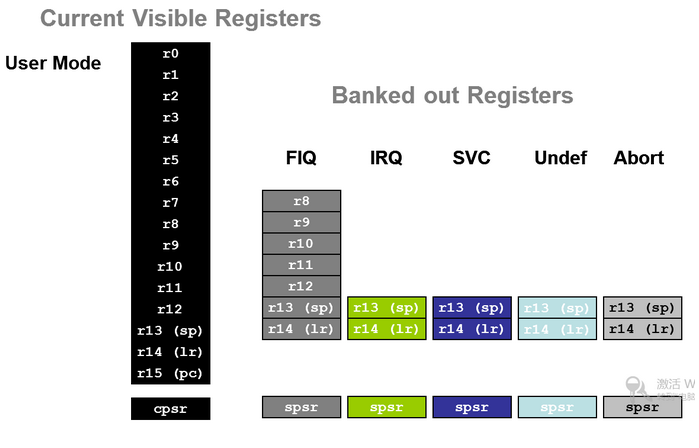 Current Visible Registers
User Mode
r0
r1
r2
r3
r4
r5
r6
r7
r8
r9
r10
r11
r12
r13 (sp)
r14 (lr)
r15 (pc)
cpsr
Banked out Registers
FIQ IRQ SVC Undef Abort
r8
r9
r10
r11
r12
r13 (sp) r13 (sp) r13 (sp) r13 (sp) r13 (sp)
r14 (lr) r14 (lr) r14 (lr) r14 (lr) r14 (lr)
spsr spsr spsr spsr spsr
激活 W